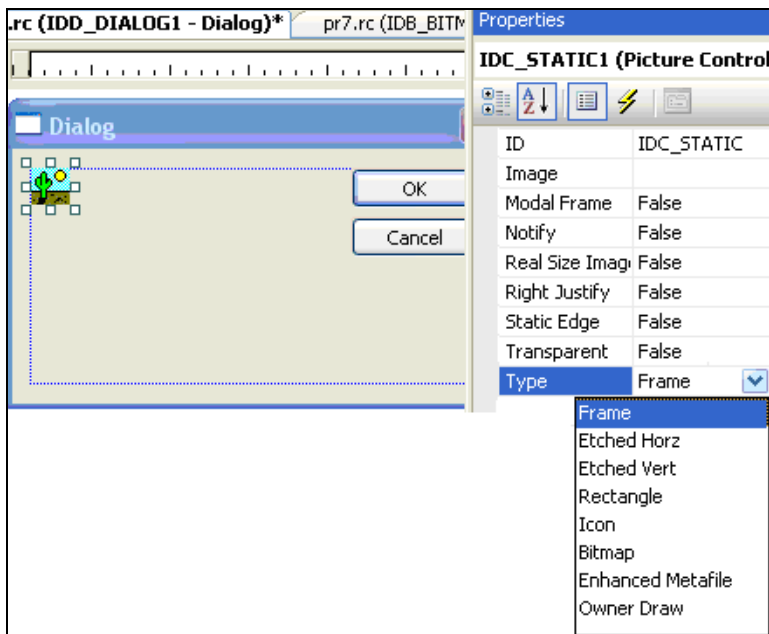 .rc (IDD_DIALOG1 - Dialog)* pr7.rc (IDB_BITM
Dialog
OK
Cancel
Properties
IDC_STATIC1 (Picture Control
ID IDC_STATIC
Image
Modal Frame False
Notify False
Real Size Imag False
Right Justify False
Static Edge False
Transparent False
Type Frame
Frame
Etched Horz
Etched Vert
Rectangle
Icon
Bitmap
Enhanced Metafile
Owner Draw